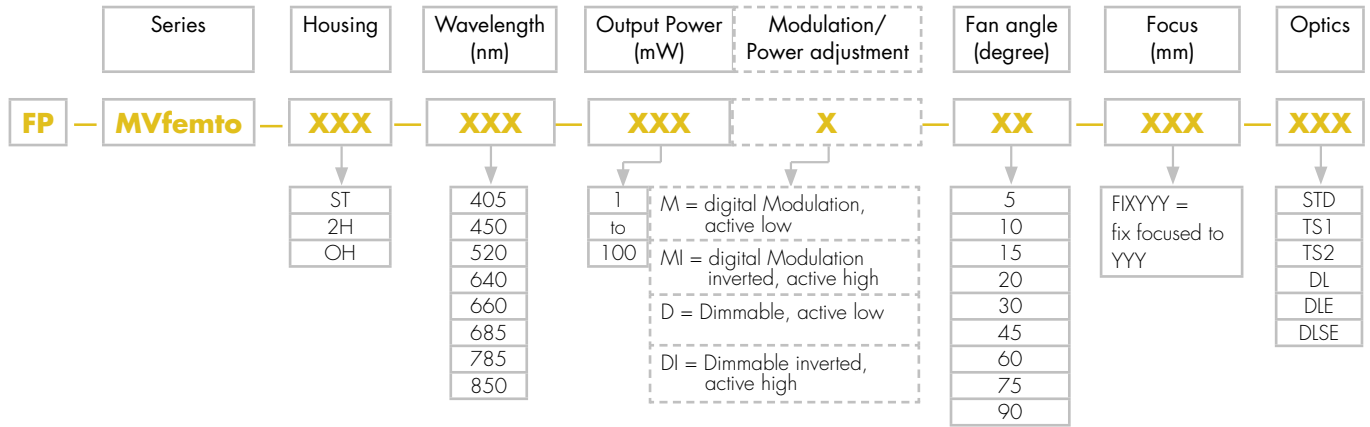 Series Housing Wavelength (nm) Output Power (mW) Modulation/ Power adjustment Fan angle (degree) Focus (mm) Optics
FP — MVfemto — XXX — XXX — XXX X — XX — XXX — XXX
ST
2H
OH
405
450
520
640
660
685
785
850
1
to
100
M = digital Modulation,
active low
MI = digital Modulation
inverted, active high
D = Dimmable, active low
DI = Dimmable inverted,
active high
5
10
15
20
30
45
60
75
90
FIXYYY =
fix focused to
YYY
STD
TS1
TS2
DL
DLE
DLSE